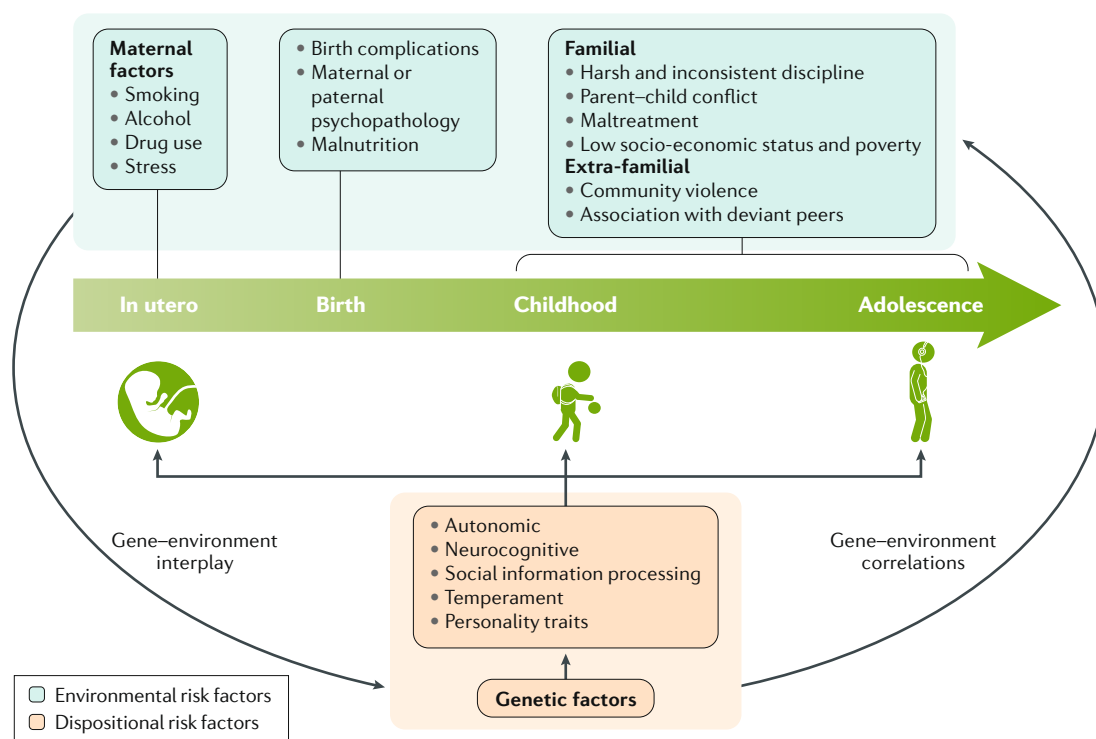 Maternal
factors
• Smoking
• Alcohol
• Drug use
• Stress
• Birth complications
• Maternal or
paternal
psychopathology
• Malnutrition
Familial
• Harsh and inconsistent discipline
• Parent–child conflict
• Maltreatment
• Low socio-economic status and poverty
Extra-familial
• Community violence
• Association with deviant peers
In utero
Birth
Childhood
Adolescence
Gene–environment
interplay
• Autonomic
• Neurocognitive
• Social information processing
• Temperament
• Personality traits
Genetic factors
Gene–environment
correlations
Environmental risk factors
Dispositional risk factors